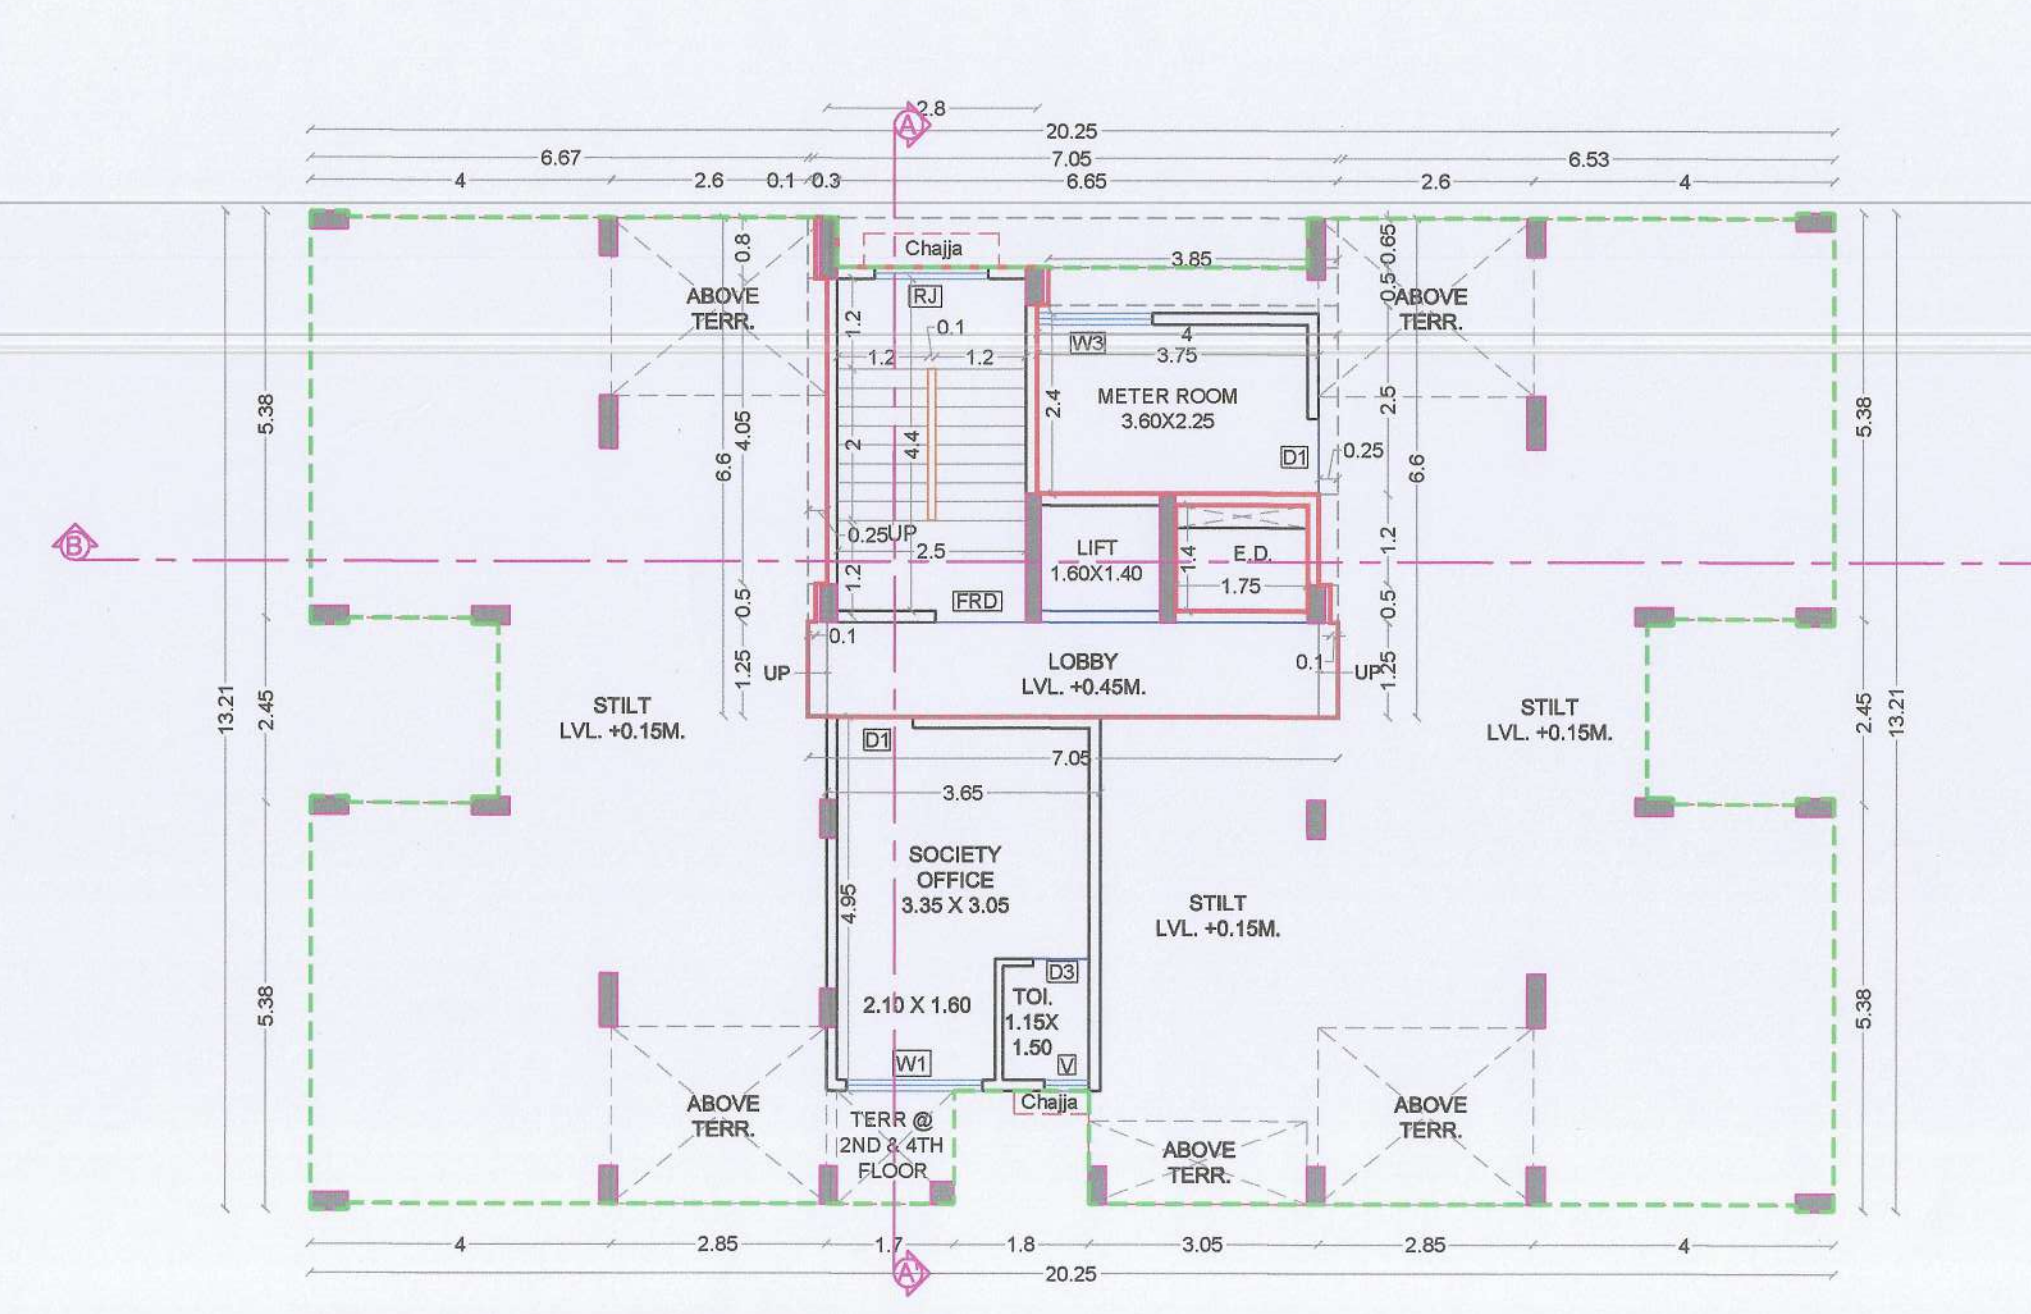 2.8
A
20.25
6.67
7.05
6.53
4
2.6
0.1
0.3
6.65
2.6
4
Chajja
3.85
0.8
0.65
0.5
ABOVE
TERR.
RJ
0.1
1.2
1.2
1.2
W3
4
3.75
ABOVE
TERR.
METER ROOM
3.60X2.25
2.4
2.5
5.38
4.05
6.6
2
4.4
D1
0.25
6.6
5.38
B
0.25
UP
2.5
1.2
LIFT
1.60X1.40
1.4
E.D.
1.75
1.2
FRD
0.5
0.5
0.1
LOBBY
LVL. +0.45M.
0.1
UP
UP
1.25
1.25
13.21
2.45
STILT
LVL. +0.15M.
STILT
LVL. +0.15M.
2.45
13.21
D1
7.05
3.65
SOCIETY
OFFICE
3.35 X 3.05
4.95
STILT
LVL. +0.15M.
D3
2.10 X 1.60
TOI.
1.15X
1.50
5.38
5.38
W1
V
Chajja
ABOVE
TERR.
TERR @
2ND & 4TH
FLOOR
ABOVE
TERR.
ABOVE
TERR.
4
2.85
1.7
1.8
3.05
2.85
4
A'
20.25